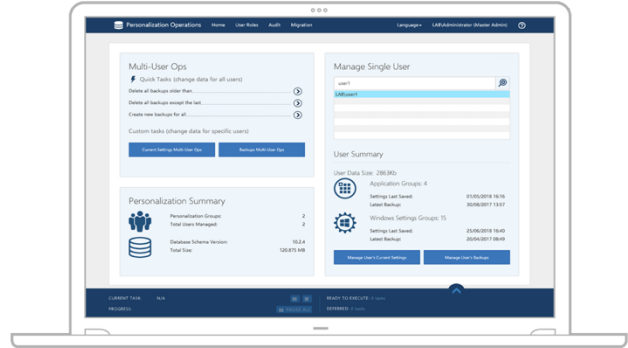 Personalization Operations Home User Roles Audit Migration Language LAB\Administrator (Master Admin)
Multi-User Ops
Quick Tasks (change data for all users)
Delete all backups older than...
Delete all backups except the last...
Create new backups for all...
Custom tasks (change data for specific users)
Current Settings Multi-User Ops
Backups Multi-User Ops
Personalization Summary
Personalization Groups: 2
Total Users Managed: 2
Database Schema Version: 10.2.4
Total Size: 120.875 MB
Manage Single User
user1
LAB\user1
User Summary
User Data Size: 286.3Kb
Application Groups: 4
Settings Last Saved: 01/05/2018 16:16
Latest Backup: 30/08/2017 13:37
Windows Settings Groups: 15
Settings Last Saved: 25/06/2018 16:40
Latest Backup: 20/04/2017 08:49
Manage User's Current Settings
Manage User's Backups
CURRENT TASK: N/A
PROGRESS:
READY TO EXECUTE: 0 tasks
DEFERRED: 0 tasks